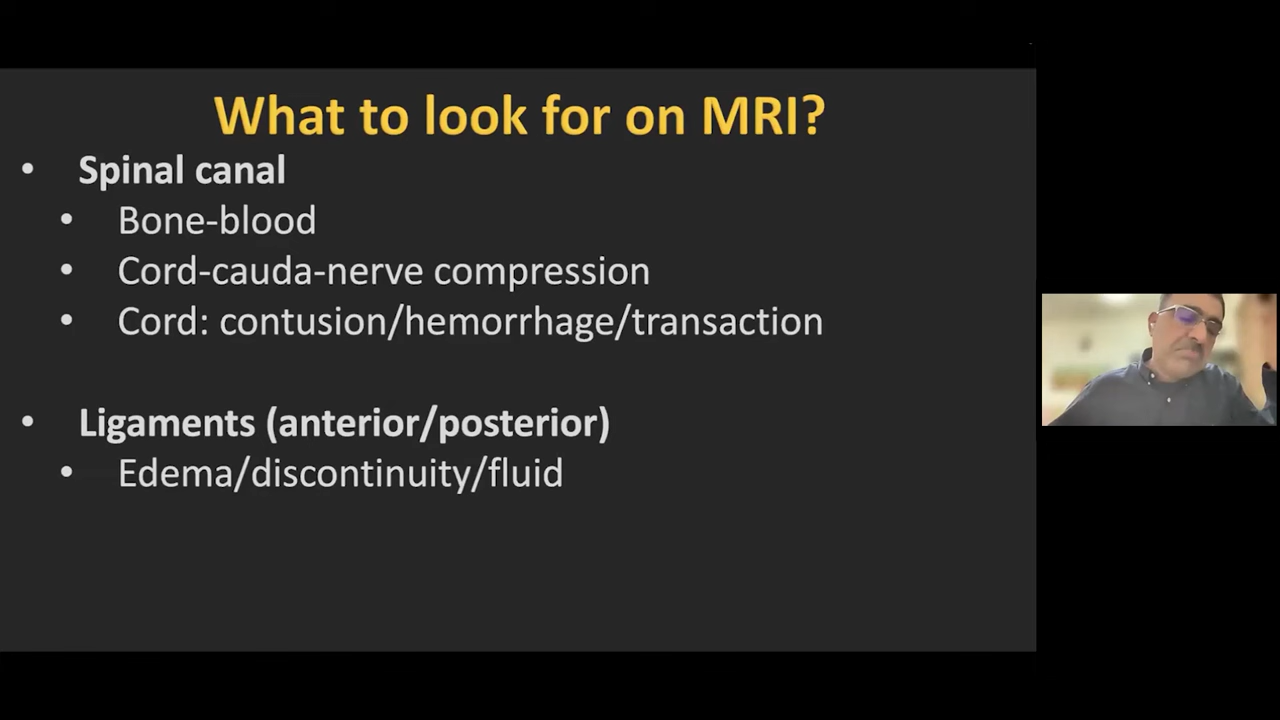 What to look for on MRI?
• Spinal canal
• Bone-blood
• Cord-cauda-nerve compression
• Cord: contusion/hemorrhage/transaction
• Ligaments (anterior/posterior)
• Edema/discontinuity/fluid